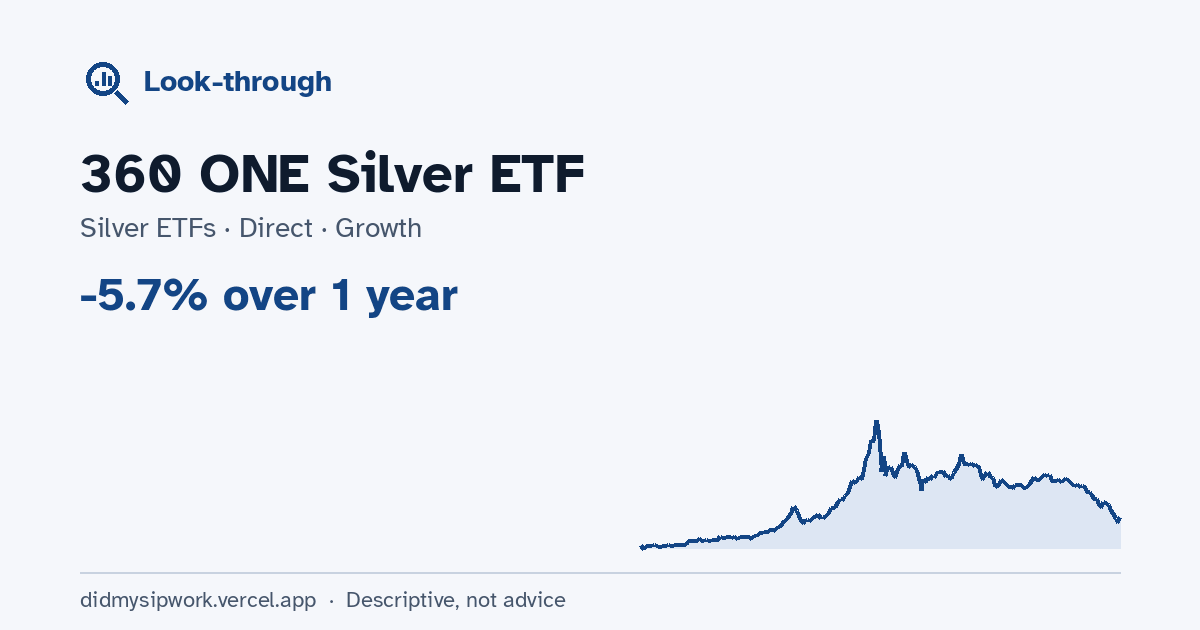 Look-through
360 ONE Silver ETF
Silver ETFs · Direct · Growth
-5.7% over 1 year
didmysipwork.vercel.app · Descriptive, not advice